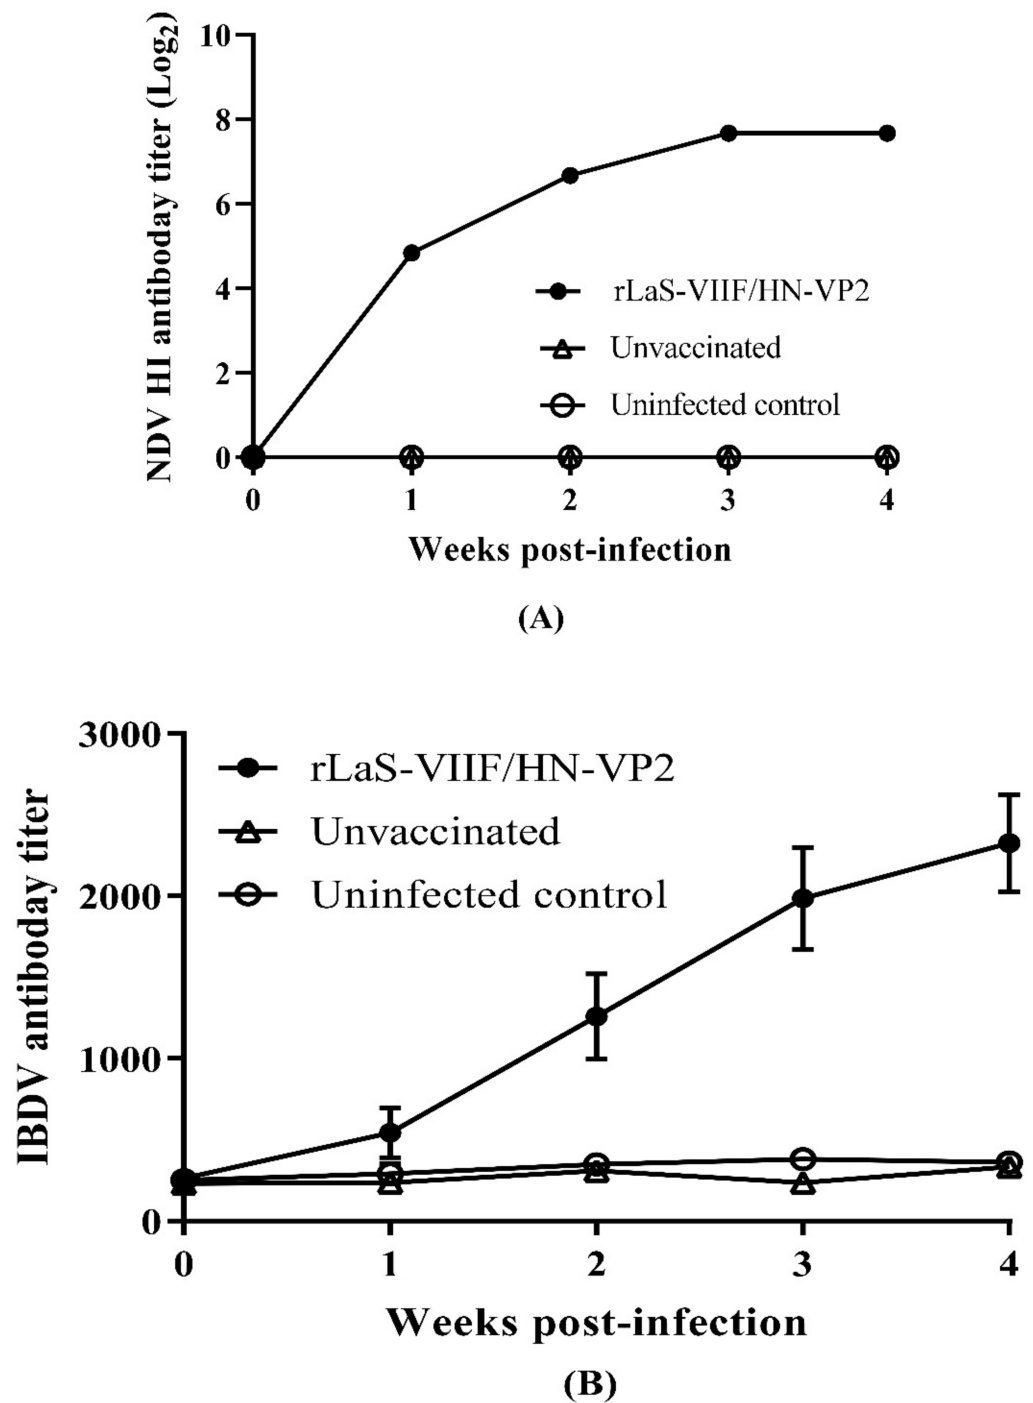 NDV HI antiboday titer (Log2)
10
8
6
4
2
0
rLaS-VIIF/HN-VP2
Unvaccinated
Uninfected control
0 1 2 3 4
Weeks post-infection
(A)
IBDV antiboday titer
3000
2000
1000
0
rLaS-VIIF/HN-VP2
Unvaccinated
Uninfected control
0 1 2 3 4
Weeks post-infection
(B)